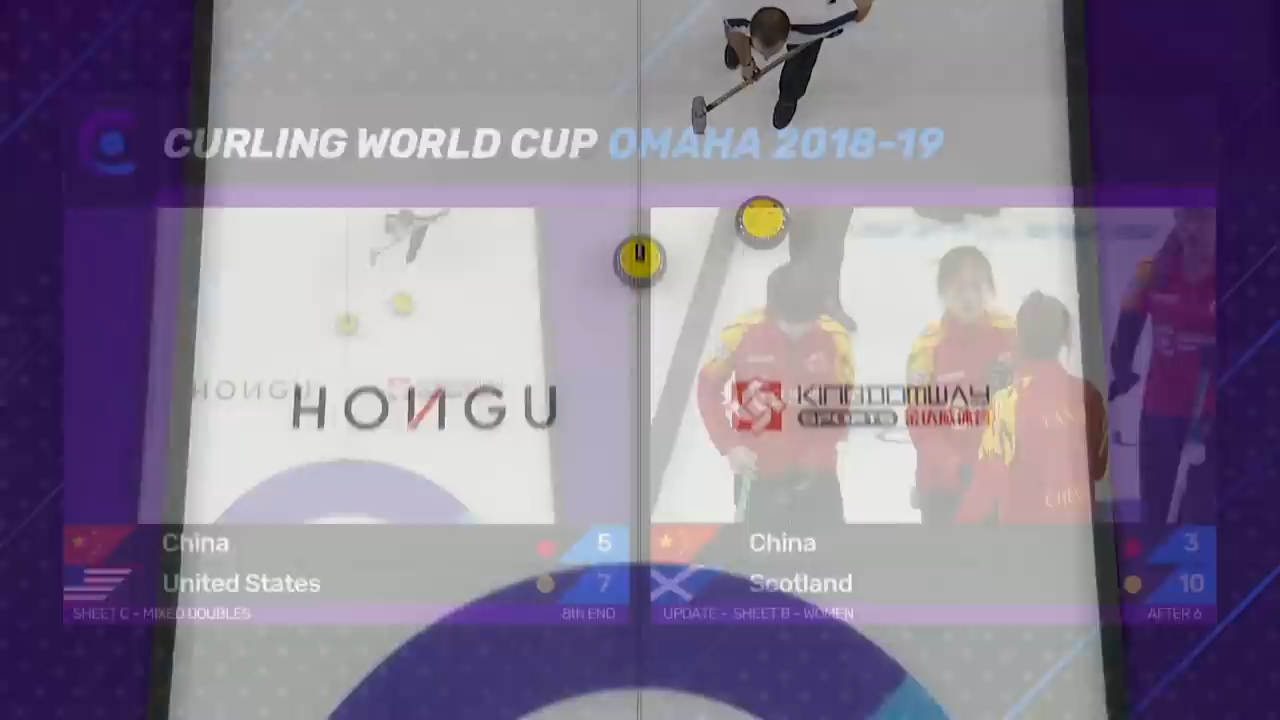 CURLING WORLD CUP OMAHA 2018-19
HONGU
HONGU
KINGDOMWAY
China 5
United States 7
SHEET C - MIXED DOUBLES 8th END
China 3
Scotland 10
UPDATE - SHEET B - WOMEN AFTER 6